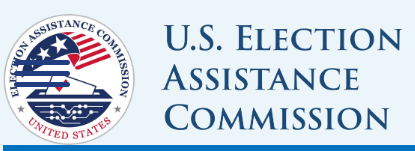 ELECTION ASSISTANCE COMMISSION
UNITED STATES
U.S. ELECTION
ASSISTANCE
COMMISSION